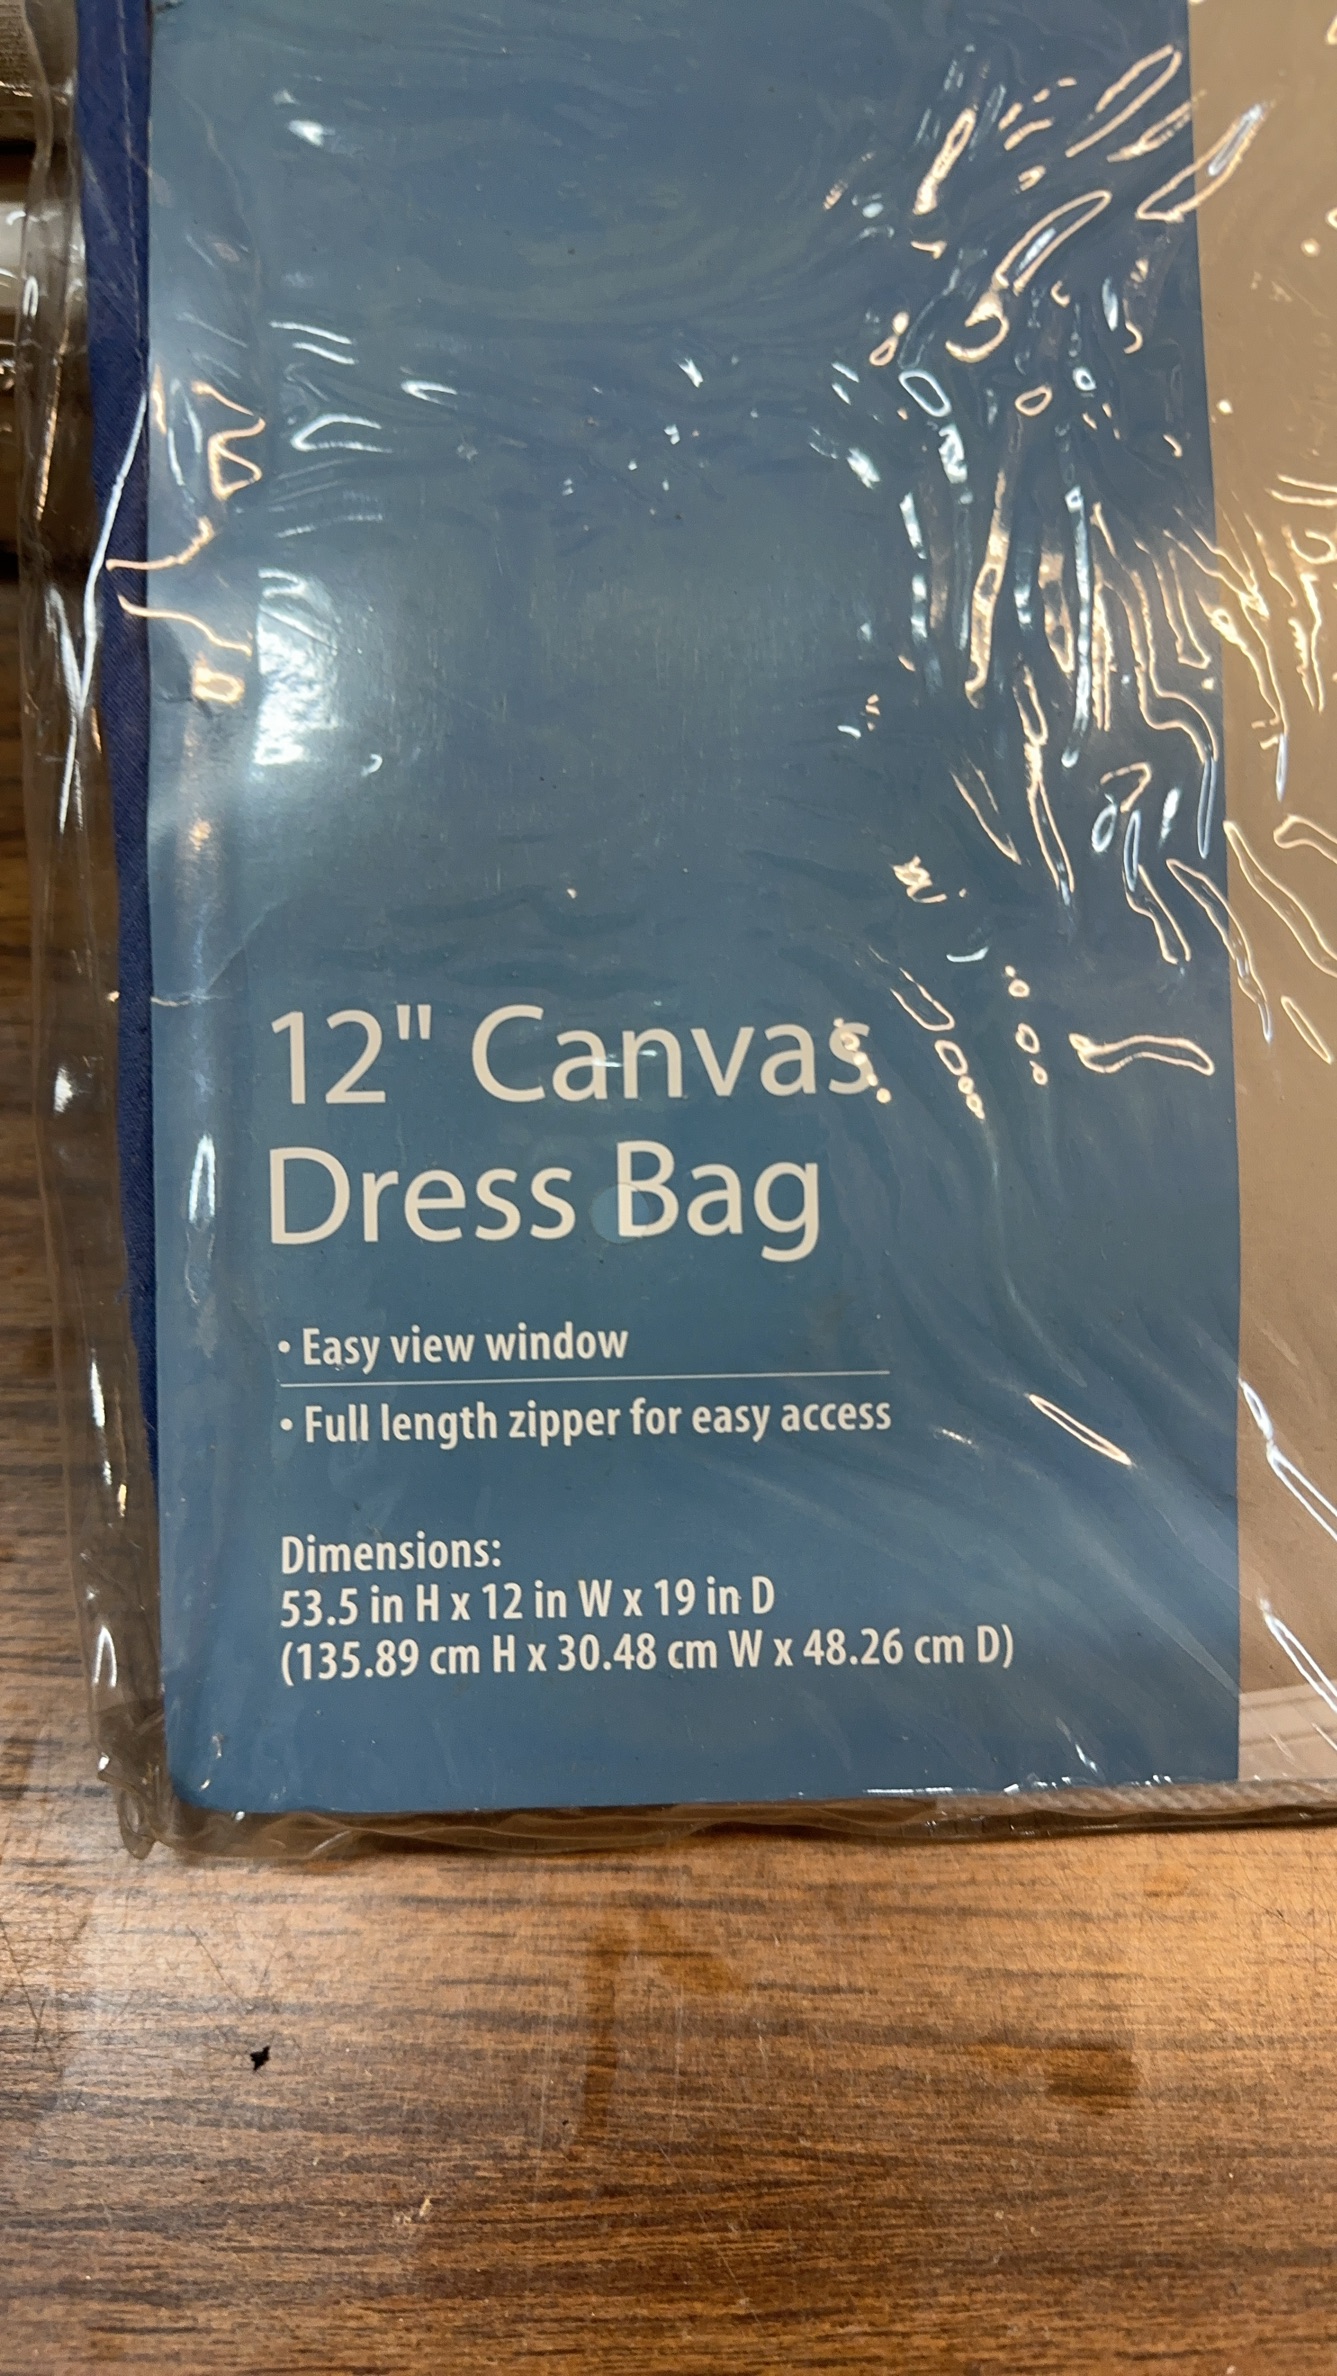 12" Canvas
Dress Bag
• Easy view window
• Full length zipper for easy access
Dimensions:
53.5 in H x 12 in W x 19 in D
(135.89 cm H x 30.48 cm W x 48.26 cm D)